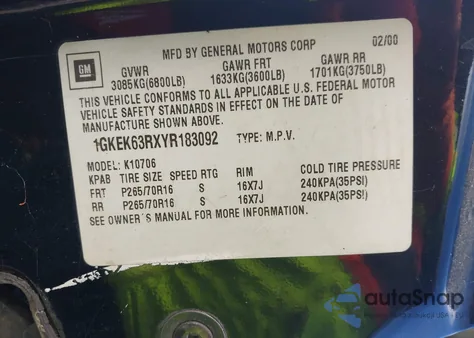 MFD BY GENERAL MOTORS CORP 02/00
GM
GVWR GAWR FRT GAWR RR
3085KG(6800LB) 1633KG(3600LB) 1701KG(3750LB)
THIS VEHICLE CONFORMS TO ALL APPLICABLE U.S. FEDERAL MOTOR
VEHICLE SAFETY STANDARDS IN EFFECT ON THE DATE OF
MANUFACTURE SHOWN ABOVE.
1GKEK63RXYR183092 TYPE: M.P.V.
MODEL: K10706
KPAB TIRE SIZE SPEED RTG RIM COLD TIRE PRESSURE
FRT P265/70R16 S 16X7J 240KPA(35PSI)
RR P265/70R16 S 16X7J 240KPA(35PSI)
SEE OWNER'S MANUAL FOR MORE INFORMATION
autoSnap